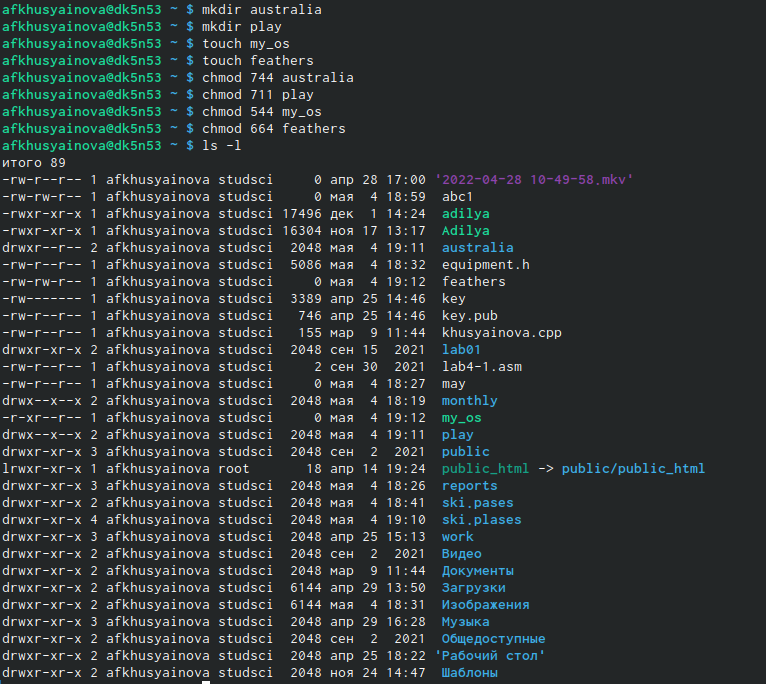 afkhusyainova@dk5n53 ~ $ mkdir australia
afkhusyainova@dk5n53 ~ $ mkdir play
afkhusyainova@dk5n53 ~ $ touch my_os
afkhusyainova@dk5n53 ~ $ touch feathers
afkhusyainova@dk5n53 ~ $ chmod 744 australia
afkhusyainova@dk5n53 ~ $ chmod 711 play
afkhusyainova@dk5n53 ~ $ chmod 544 my_os
afkhusyainova@dk5n53 ~ $ chmod 664 feathers
afkhusyainova@dk5n53 ~ $ ls -l
итого 89
-rw-r--r-- 1 afkhusyainova studsci     0 апр 28 17:00 '2022-04-28 10-49-58.mkv'
-rw-rw-r-- 1 afkhusyainova studsci     0 мая  4 18:59  abc1
-rwxr-xr-x 1 afkhusyainova studsci 17496 дек  1 14:24  adilya
-rwxr-xr-x 1 afkhusyainova studsci 16304 ноя 17 13:17  Adilya
drwxr--r-- 2 afkhusyainova studsci  2048 мая  4 19:11  australia
-rw-r--r-- 1 afkhusyainova studsci  5086 мая  4 18:32  equipment.h
-rw-rw-r-- 1 afkhusyainova studsci     0 мая  4 19:12  feathers
-rw------- 1 afkhusyainova studsci  3389 апр 25 14:46  key
-rw-r--r-- 1 afkhusyainova studsci   746 апр 25 14:46  key.pub
-rw-r--r-- 1 afkhusyainova studsci   155 мар  9 11:44  khusyainova.cpp
drwxr-xr-x 2 afkhusyainova studsci  2048 сен 15  2021  lab01
-rw-r--r-- 1 afkhusyainova studsci     2 сен 30  2021  lab4-1.asm
-rw-r--r-- 1 afkhusyainova studsci     0 мая  4 18:27  may
drwx--x--x 2 afkhusyainova studsci  2048 мая  4 18:19  monthly
-r-xr--r-- 1 afkhusyainova studsci     0 мая  4 19:12  my_os
drwx--x--x 2 afkhusyainova studsci  2048 мая  4 19:11  play
drwxr-xr-x 3 afkhusyainova studsci  2048 сен  2  2021  public
lrwxr-xr-x 1 afkhusyainova root       18 апр 14 19:24  public_html -> public/public_html
drwxr-xr-x 3 afkhusyainova studsci  2048 мая  4 18:26  reports
drwxr-xr-x 2 afkhusyainova studsci  2048 мая  4 18:41  ski.pases
drwxr-xr-x 4 afkhusyainova studsci  2048 мая  4 19:10  ski.plases
drwxr-xr-x 3 afkhusyainova studsci  2048 апр 25 15:13  work
drwxr-xr-x 2 afkhusyainova studsci  2048 сен  2  2021  Видео
drwxr-xr-x 2 afkhusyainova studsci  2048 мар  9 11:44  Документы
drwxr-xr-x 2 afkhusyainova studsci  6144 апр 29 13:50  Загрузки
drwxr-xr-x 2 afkhusyainova studsci  6144 мая  4 18:31  Изображения
drwxr-xr-x 3 afkhusyainova studsci  2048 апр 29 16:28  Музыка
drwxr-xr-x 2 afkhusyainova studsci  2048 сен  2  2021  Общедоступные
drwxr-xr-x 2 afkhusyainova studsci  2048 апр 25 18:22 'Рабочий стол'
drwxr-xr-x 2 afkhusyainova studsci  2048 ноя 24 14:47  Шаблоны